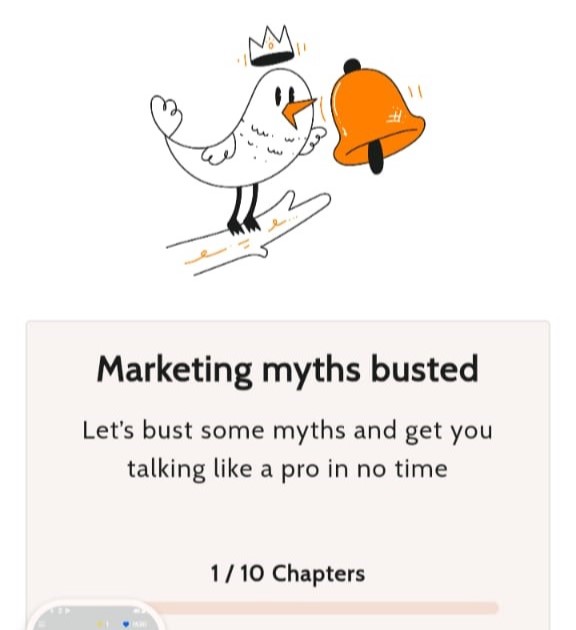 Marketing myths busted
Let's bust some myths and get you
talking like a pro in no time
1 / 10 Chapters